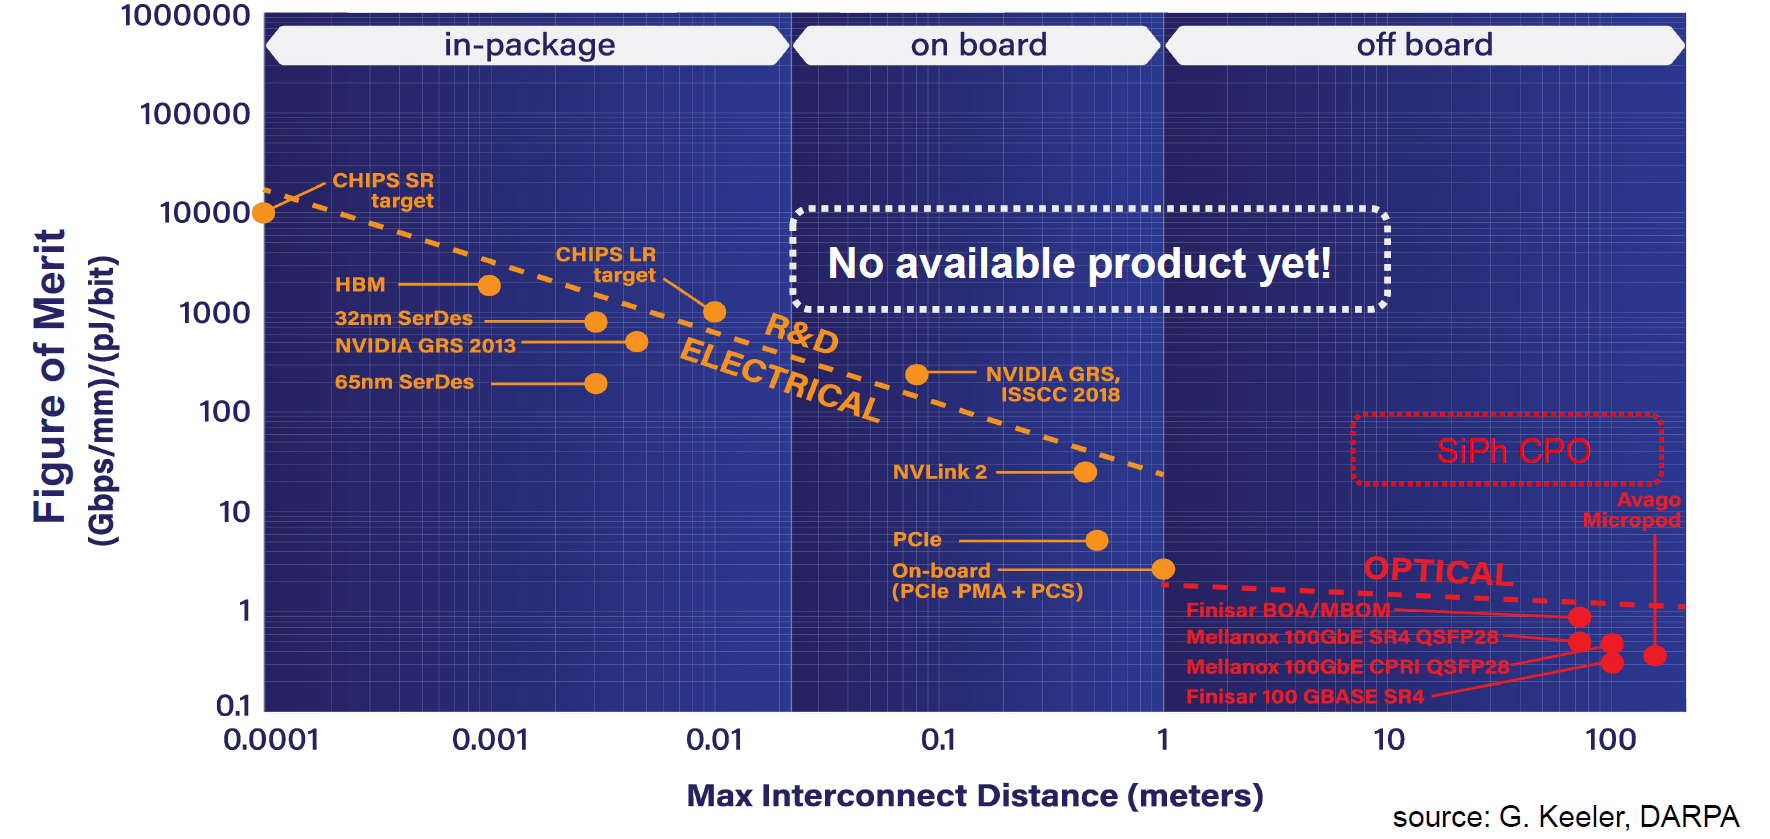 1000000
100000
10000
1000
100
10
1
0.1
Figure of Merit
(Gbps/mm)/(pJ/bit)
in-package
on board
off board
CHIPS SR
target
HBM
32nm SerDes
NVIDIA GRS 2013
65nm SerDes
CHIPS LR
target
R&D
ELECTRICAL
No available product yet!
NVIDIA GRS,
ISSCC 2018
NVLink 2
PCIe
On-board
(PCIe PMA + PCS)
SiPh CPO
Avago
Micropod
OPTICAL
Finisar BOA/MBOM
Mellanox 100GbE SR4 QSFP28
Mellanox 100GbE CPRI QSFP28
Finisar 100 GBASE SR4
0.0001
0.001
0.01
0.1
1
10
100
Max Interconnect Distance (meters)
source: G. Keeler, DARPA